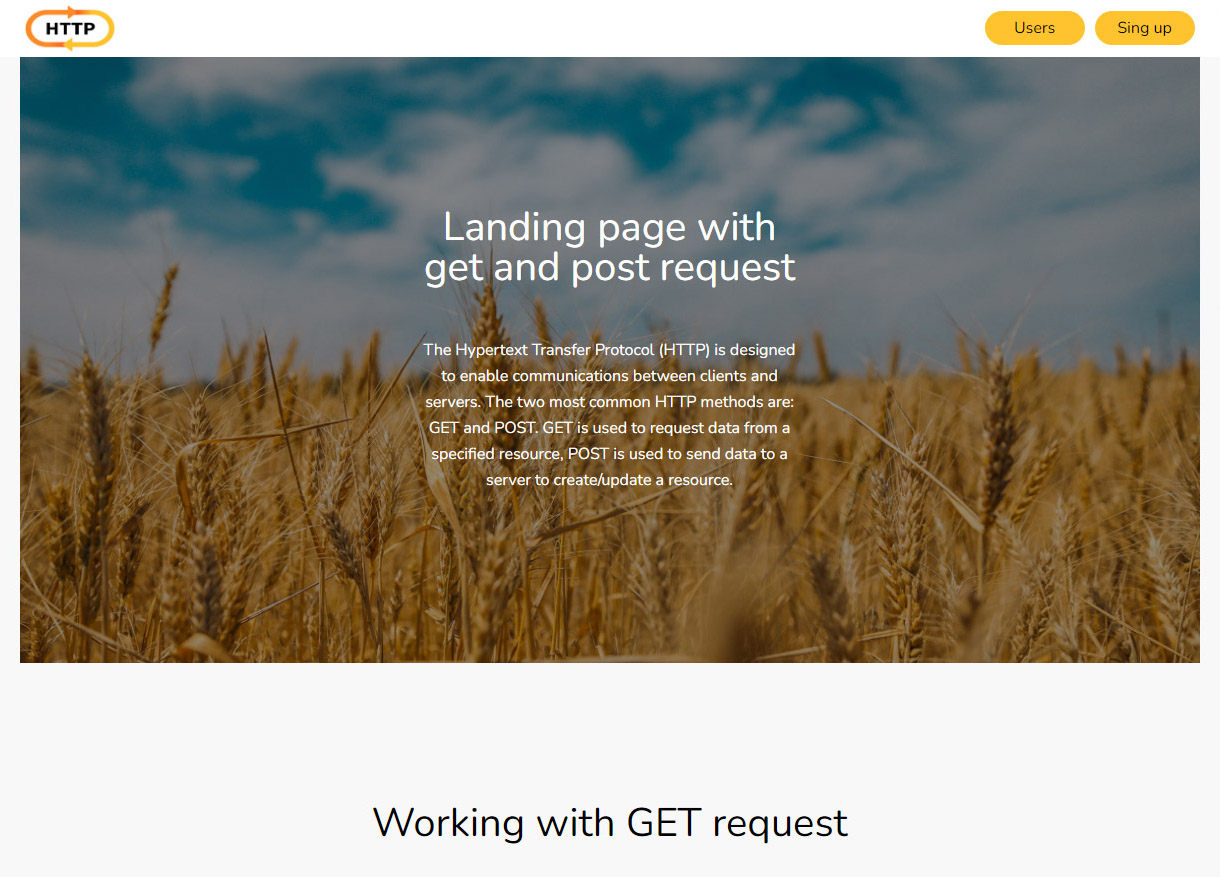 HTTP
Users
Sing up
Landing page with
get and post request
The Hypertext Transfer Protocol (HTTP) is designed
to enable communications between clients and
servers. The two most common HTTP methods are:
GET and POST. GET is used to request data from a
specified resource, POST is used to send data to a
server to create/update a resource.
Working with GET request